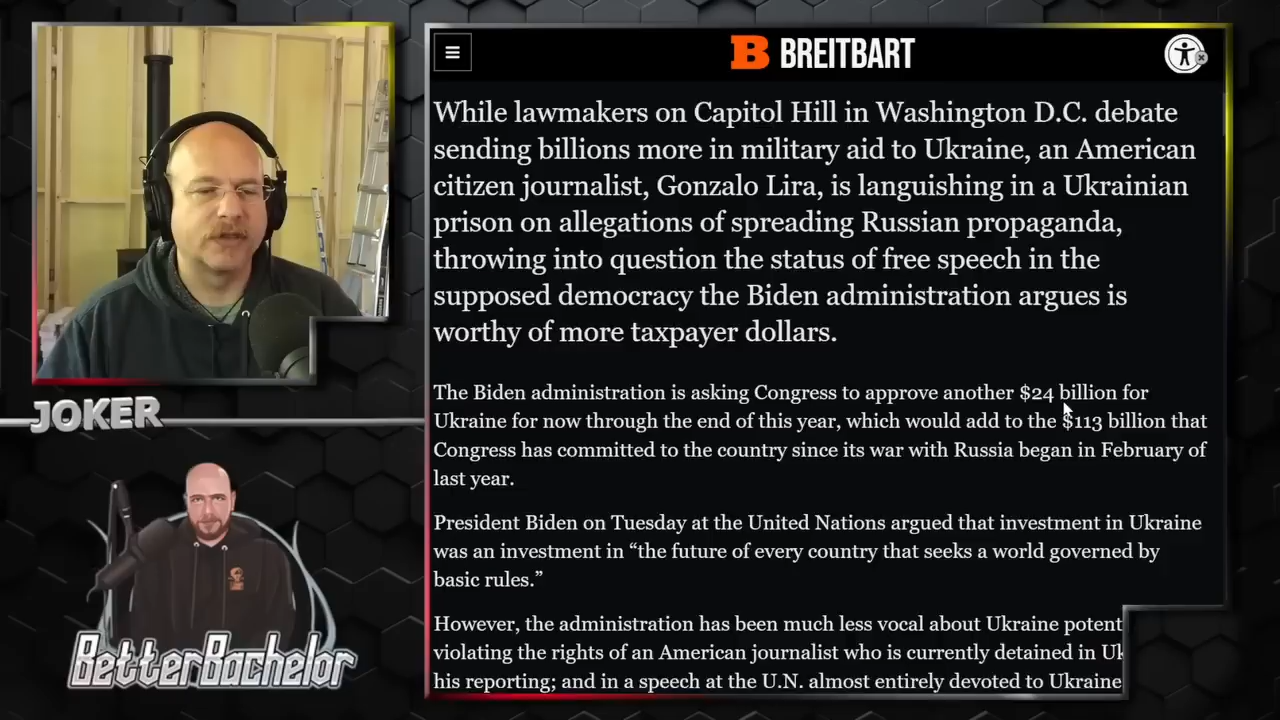 B BREITBART
While lawmakers on Capitol Hill in Washington D.C. debate
sending billions more in military aid to Ukraine, an American
citizen journalist, Gonzalo Lira, is languishing in a Ukrainian
prison on allegations of spreading Russian propaganda,
throwing into question the status of free speech in the
supposed democracy the Biden administration argues is
worthy of more taxpayer dollars.
The Biden administration is asking Congress to approve another $24 billion for
Ukraine for now through the end of this year, which would add to the $113 billion that
Congress has committed to the country since its war with Russia began in February of
last year.
President Biden on Tuesday at the United Nations argued that investment in Ukraine
was an investment in “the future of every country that seeks a world governed by
basic rules.”
However, the administration has been much less vocal about Ukraine potent
violating the rights of an American journalist who is currently detained in Uk
his reporting; and in a speech at the U.N. almost entirely devoted to Ukraine
JOKER
BetterBachelor